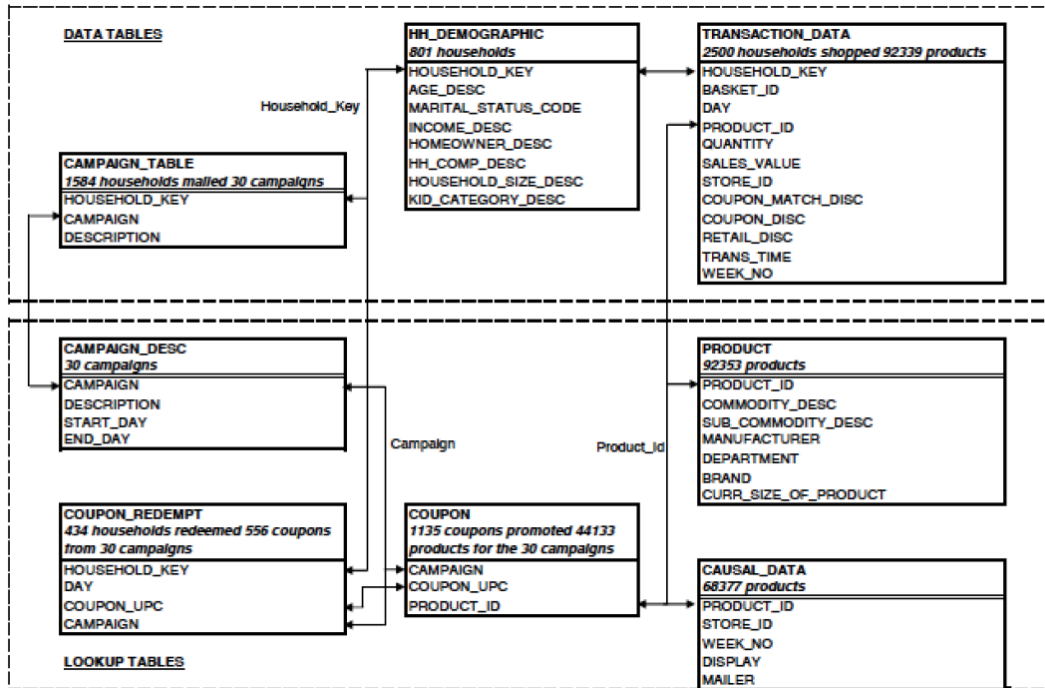 DATA TABLES
HH_DEMOGRAPHIC
801 households
HOUSEHOLD_KEY
AGE_DESC
MARITAL_STATUS_CODE
INCOME_DESC
HOMEOWNER_DESC
HH_COMP_DESC
HOUSEHOLD_SIZE_DESC
KID_CATEGORY_DESC
TRANSACTION_DATA
2500 households shopped 92339 products
HOUSEHOLD_KEY
BASKET_ID
DAY
PRODUCT_ID
QUANTITY
SALES_VALUE
STORE_ID
COUPON_MATCH_DISC
COUPON_DISC
RETAIL_DISC
TRANS_TIME
WEEK_NO
Household_Key
CAMPAIGN_TABLE
1584 households mailed 30 campaigns
HOUSEHOLD_KEY
CAMPAIGN
DESCRIPTION
CAMPAIGN_DESC
30 campaigns
CAMPAIGN
DESCRIPTION
START_DAY
END_DAY
Campaign
Product_Id
PRODUCT
92353 products
PRODUCT_ID
COMMODITY_DESC
SUB_COMMODITY_DESC
MANUFACTURER
DEPARTMENT
BRAND
CURR_SIZE_OF_PRODUCT
COUPON_REDEMPT
434 households redeemed 556 coupons
from 30 campaigns
HOUSEHOLD_KEY
DAY
COUPON_UPC
CAMPAIGN
COUPON
1135 coupons promoted 44133
products for the 30 campaigns
CAMPAIGN
COUPON_UPC
PRODUCT_ID
CAUSAL_DATA
68377 products
PRODUCT_ID
STORE_ID
WEEK_NO
DISPLAY
MAILER
LOOKUP TABLES